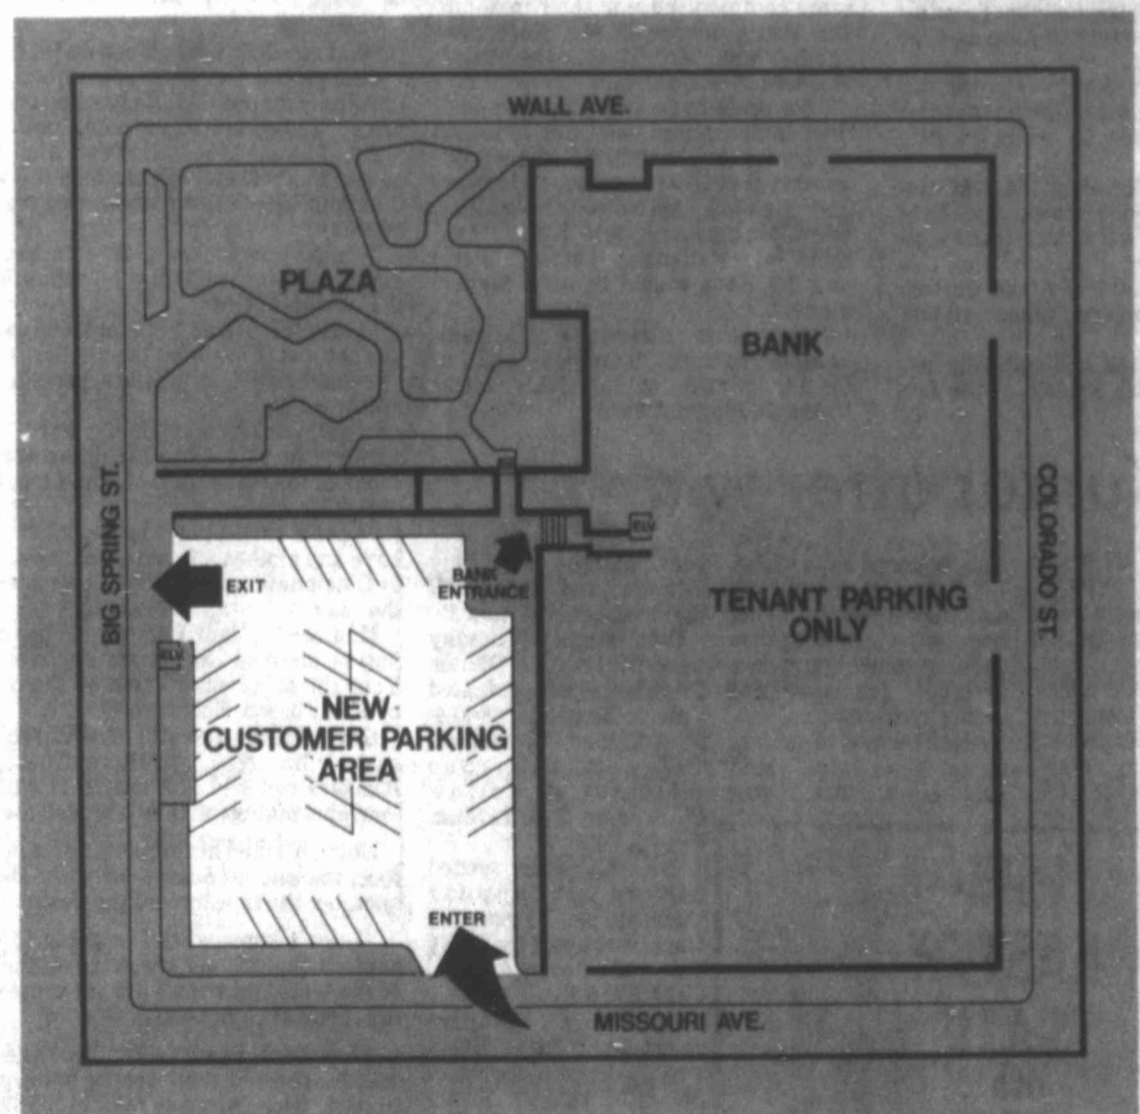 WALL AVE.
PLAZA
BANK
BIG SPRING ST.
COLORADO ST.
ELV
BANK
ENTRANCE
EXIT
TENANT PARKING
ONLY
ELV
NEW
CUSTOMER PARKING
AREA
ENTER
MISSOURI AVE.